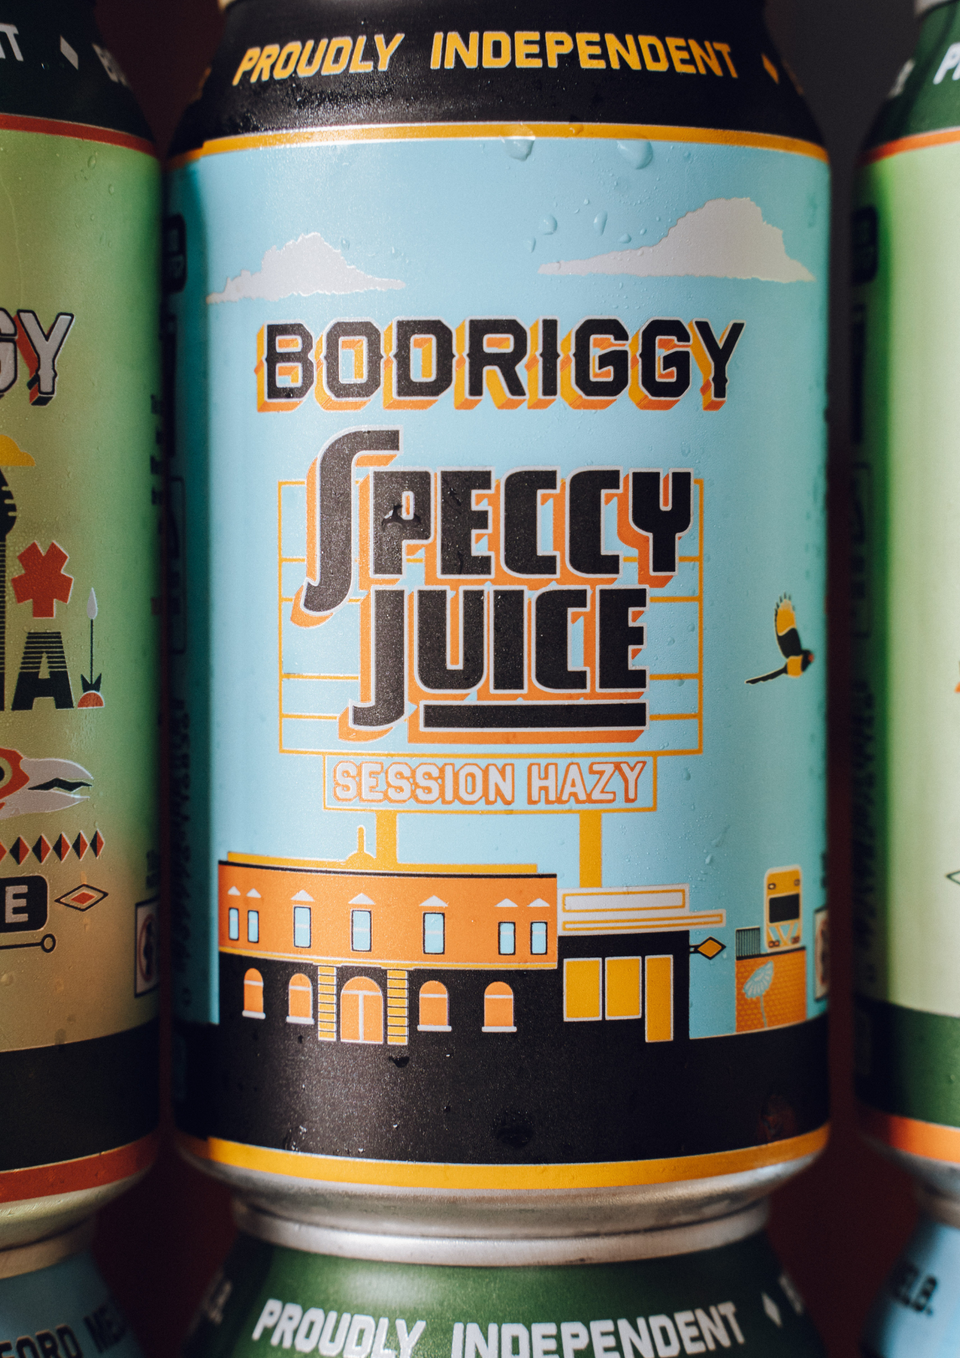 PROUDLY INDEPENDENT
BODRIGGY
SPECCY
JUICE
SESSION HAZY
PROUDLY INDEPENDENT